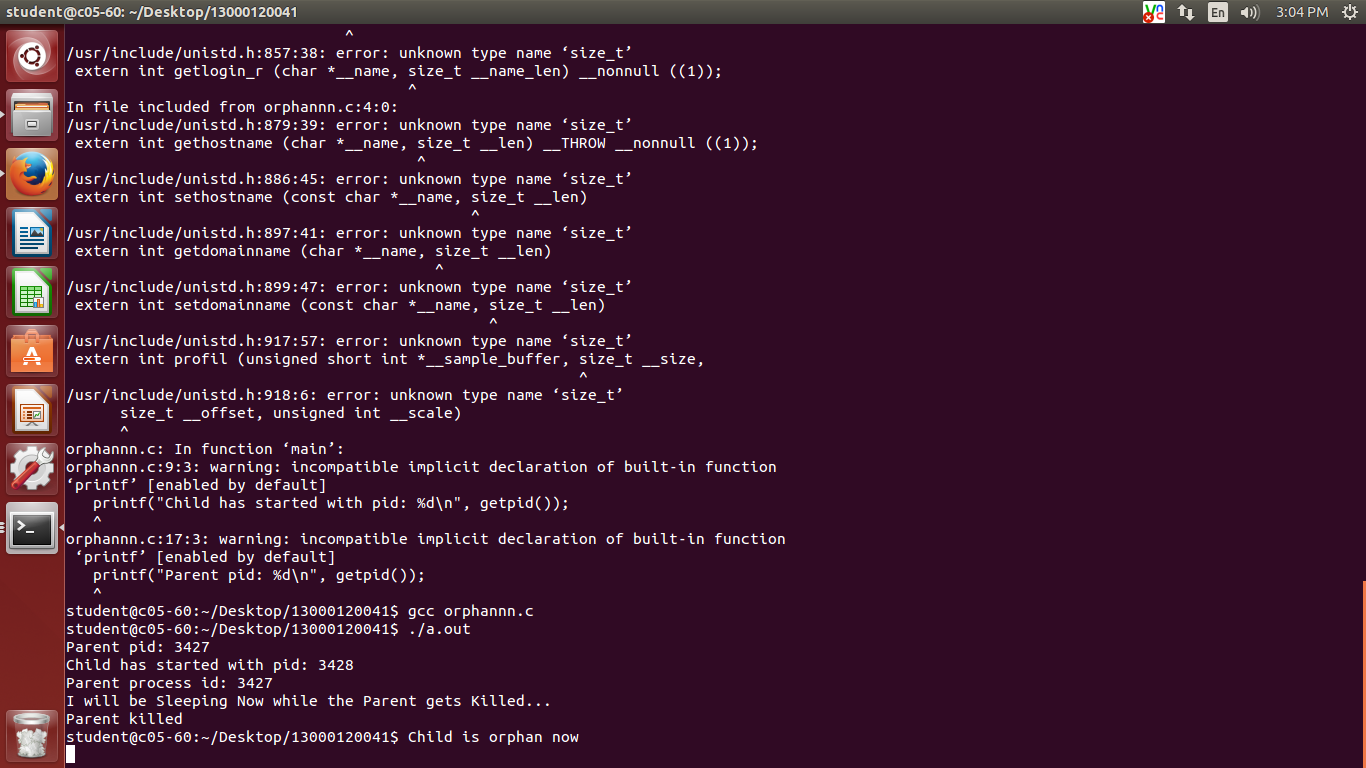 student@c05-60: ~/Desktop/13000120041
En
3:04 PM
^
/usr/include/unistd.h:857:38: error: unknown type name ‘size_t’
extern int getlogin_r (char *__name, size_t __name_len) __nonnull ((1));
^
In file included from orphannn.c:4:0:
/usr/include/unistd.h:879:39: error: unknown type name ‘size_t’
extern int gethostname (char *__name, size_t __len) __THROW __nonnull ((1));
^
/usr/include/unistd.h:886:45: error: unknown type name ‘size_t’
extern int sethostname (const char *__name, size_t __len)
^
/usr/include/unistd.h:897:41: error: unknown type name ‘size_t’
extern int getdomainname (char *__name, size_t __len)
^
/usr/include/unistd.h:899:47: error: unknown type name ‘size_t’
extern int setdomainname (const char *__name, size_t __len)
^
/usr/include/unistd.h:917:57: error: unknown type name ‘size_t’
extern int profil (unsigned short int *__sample_buffer, size_t __size,
^
/usr/include/unistd.h:918:6: error: unknown type name ‘size_t’
size_t __offset, unsigned int __scale)
^
orphannn.c: In function ‘main’:
orphannn.c:9:3: warning: incompatible implicit declaration of built-in function
‘printf’ [enabled by default]
printf("Child has started with pid: %d\n", getpid());
^
orphannn.c:17:3: warning: incompatible implicit declaration of built-in function
‘printf’ [enabled by default]
printf("Parent pid: %d\n", getpid());
^
student@c05-60:~/Desktop/13000120041$ gcc orphannn.c
student@c05-60:~/Desktop/13000120041$ ./a.out
Parent pid: 3427
Child has started with pid: 3428
Parent process id: 3427
I will be Sleeping Now while the Parent gets Killed...
Parent killed
student@c05-60:~/Desktop/13000120041$ Child is orphan now